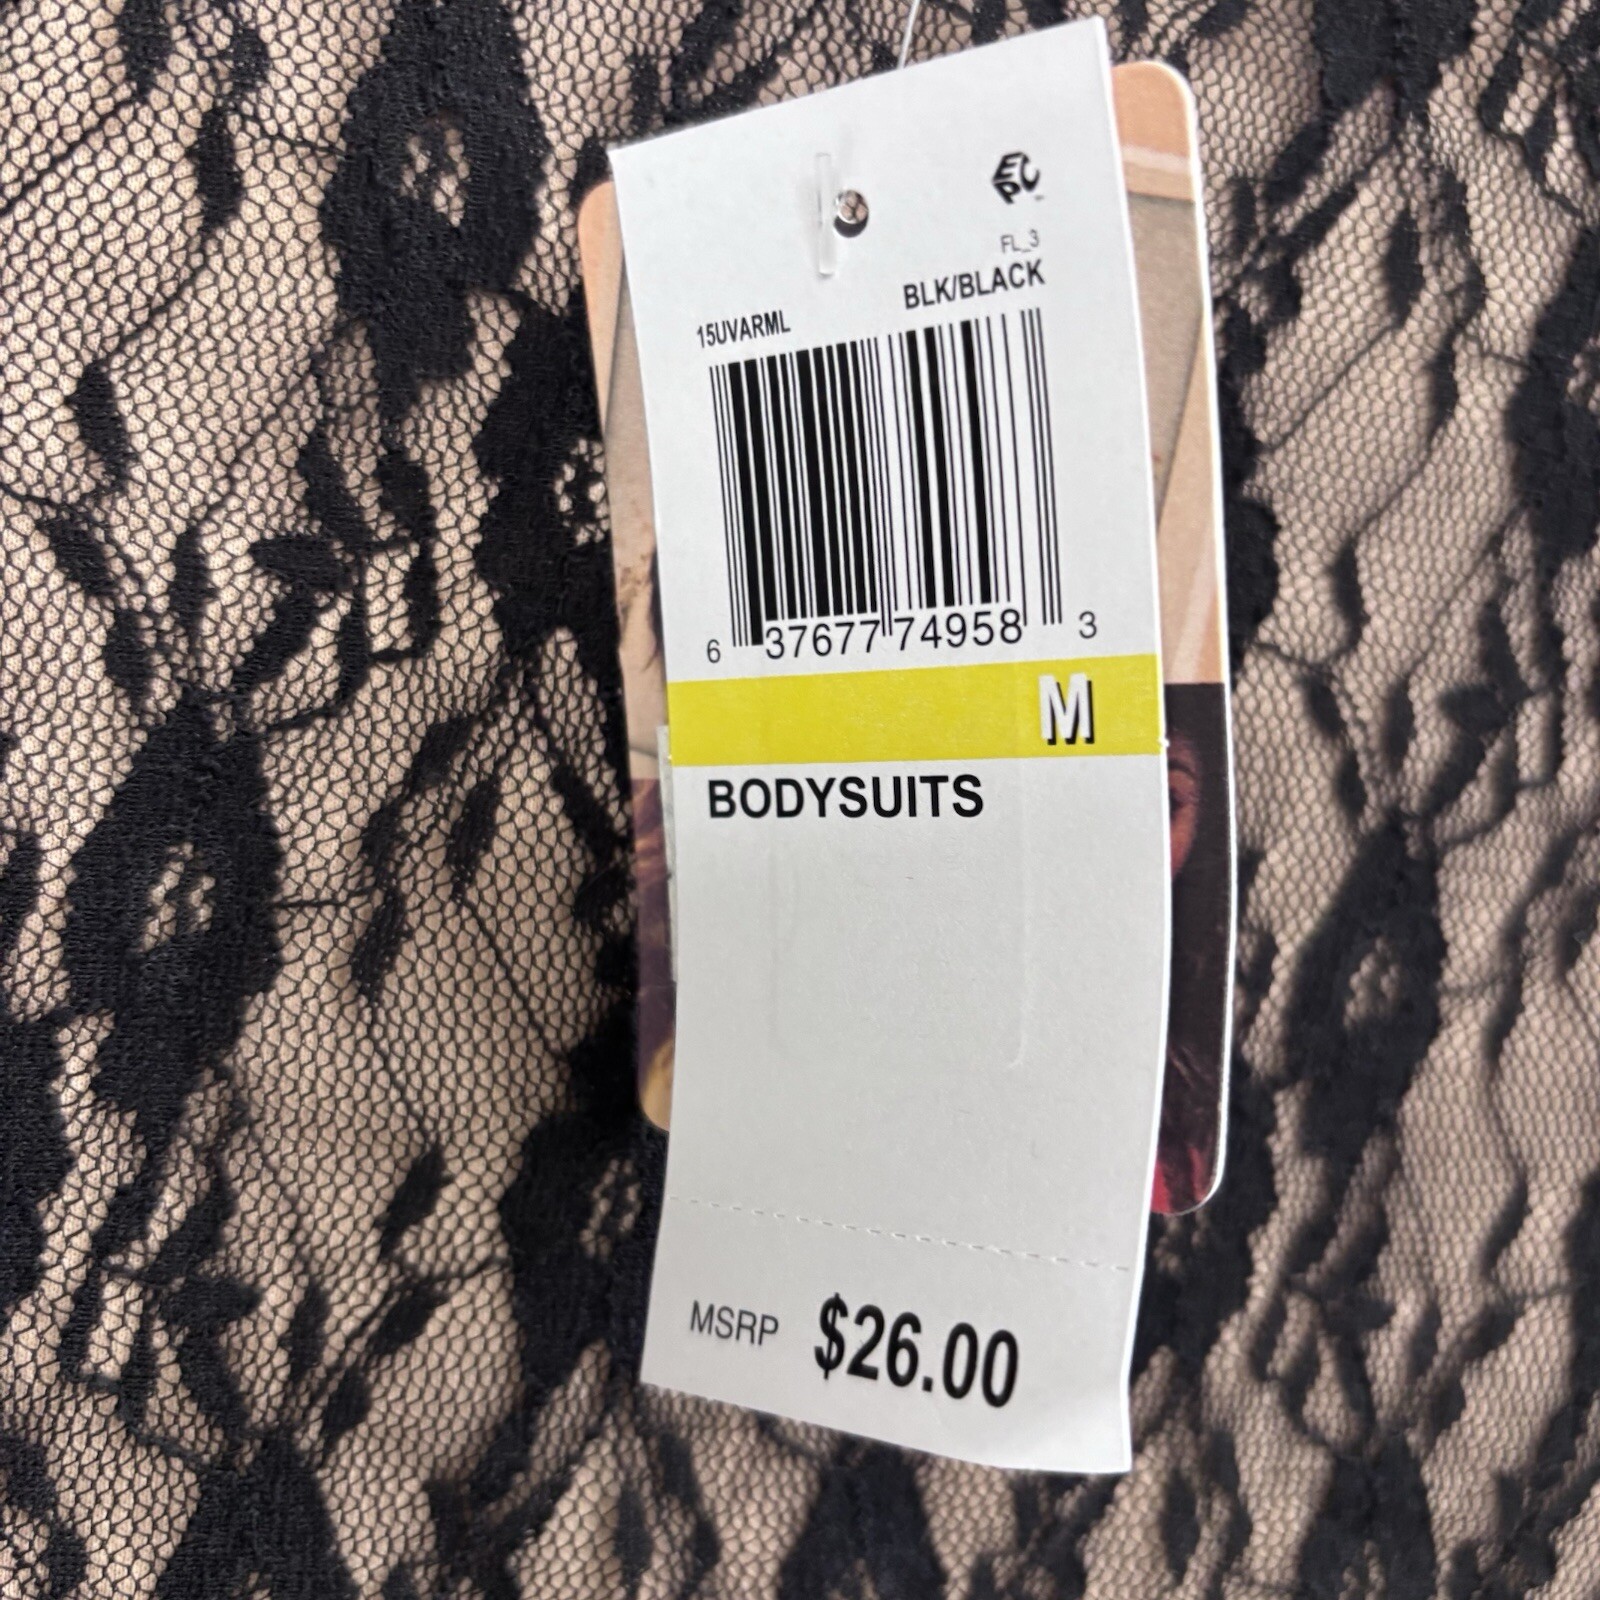 EPC
FL_3
BLK/BLACK
15UVARML
6 37677 74958 3
M
BODYSUITS
MSRP $26.00